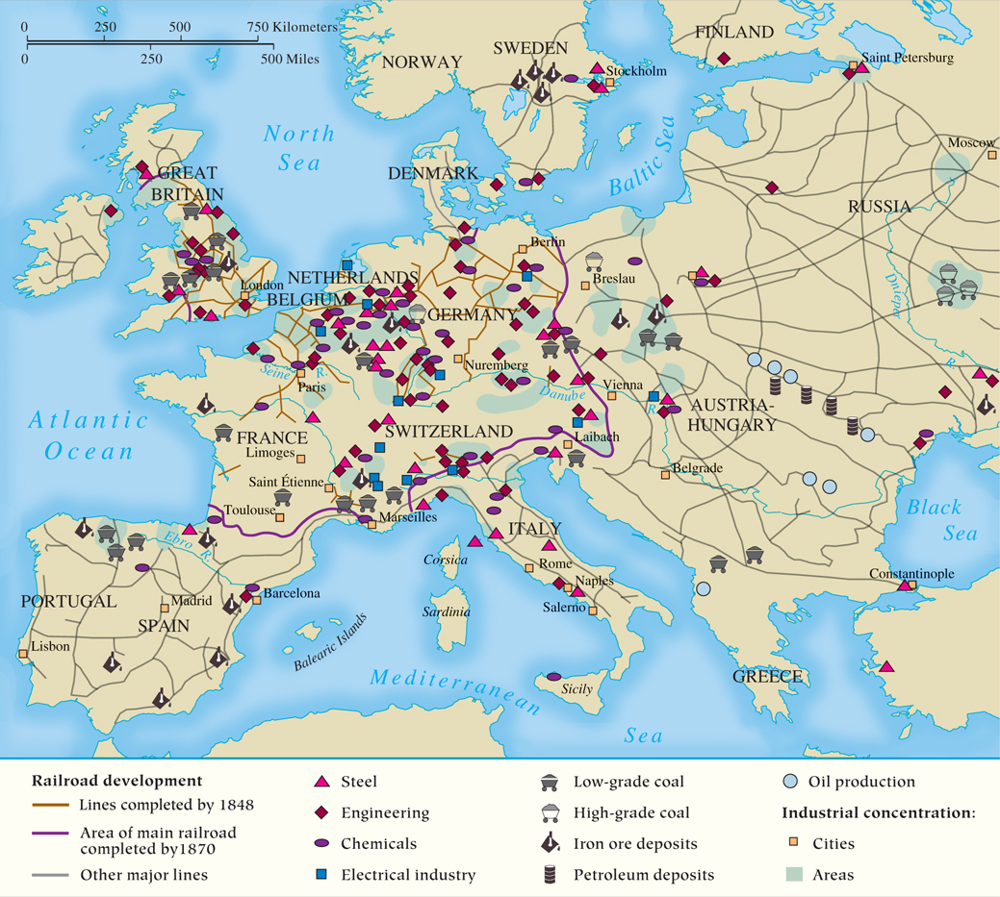 0 250 500 750 Kilometers
0 250 500 Miles
FINLAND
SWEDEN
NORWAY
Saint Petersburg
Stockholm
North
Sea
Moscow
Baltic Sea
GREAT
BRITAIN
DENMARK
RUSSIA
Berlin
NETHERLANDS
Breslau
London
BELGIUM
Dnieper
GERMANY
Seine R.
Nuremberg
R.
Paris
Danube R.
Vienna
AUSTRIA-
HUNGARY
Atlantic
Ocean
FRANCE
SWITZERLAND
Laibach
Limoges
Belgrade
Saint Étienne
Toulouse
Marseilles
Black
Sea
Ebro R.
ITALY
Corsica
Rome
Constantinople
PORTUGAL
Madrid
Barcelona
Naples
Salerno
SPAIN
Sardinia
Lisbon
Balearic Islands
Mediterranean
Sea
Sicily
GREECE
Railroad development
Lines completed by 1848
Area of main railroad
completed by1870
Other major lines
Steel
Engineering
Chemicals
Electrical industry
Low-grade coal
High-grade coal
Iron ore deposits
Petroleum deposits
Oil production
Industrial concentration:
Cities
Areas